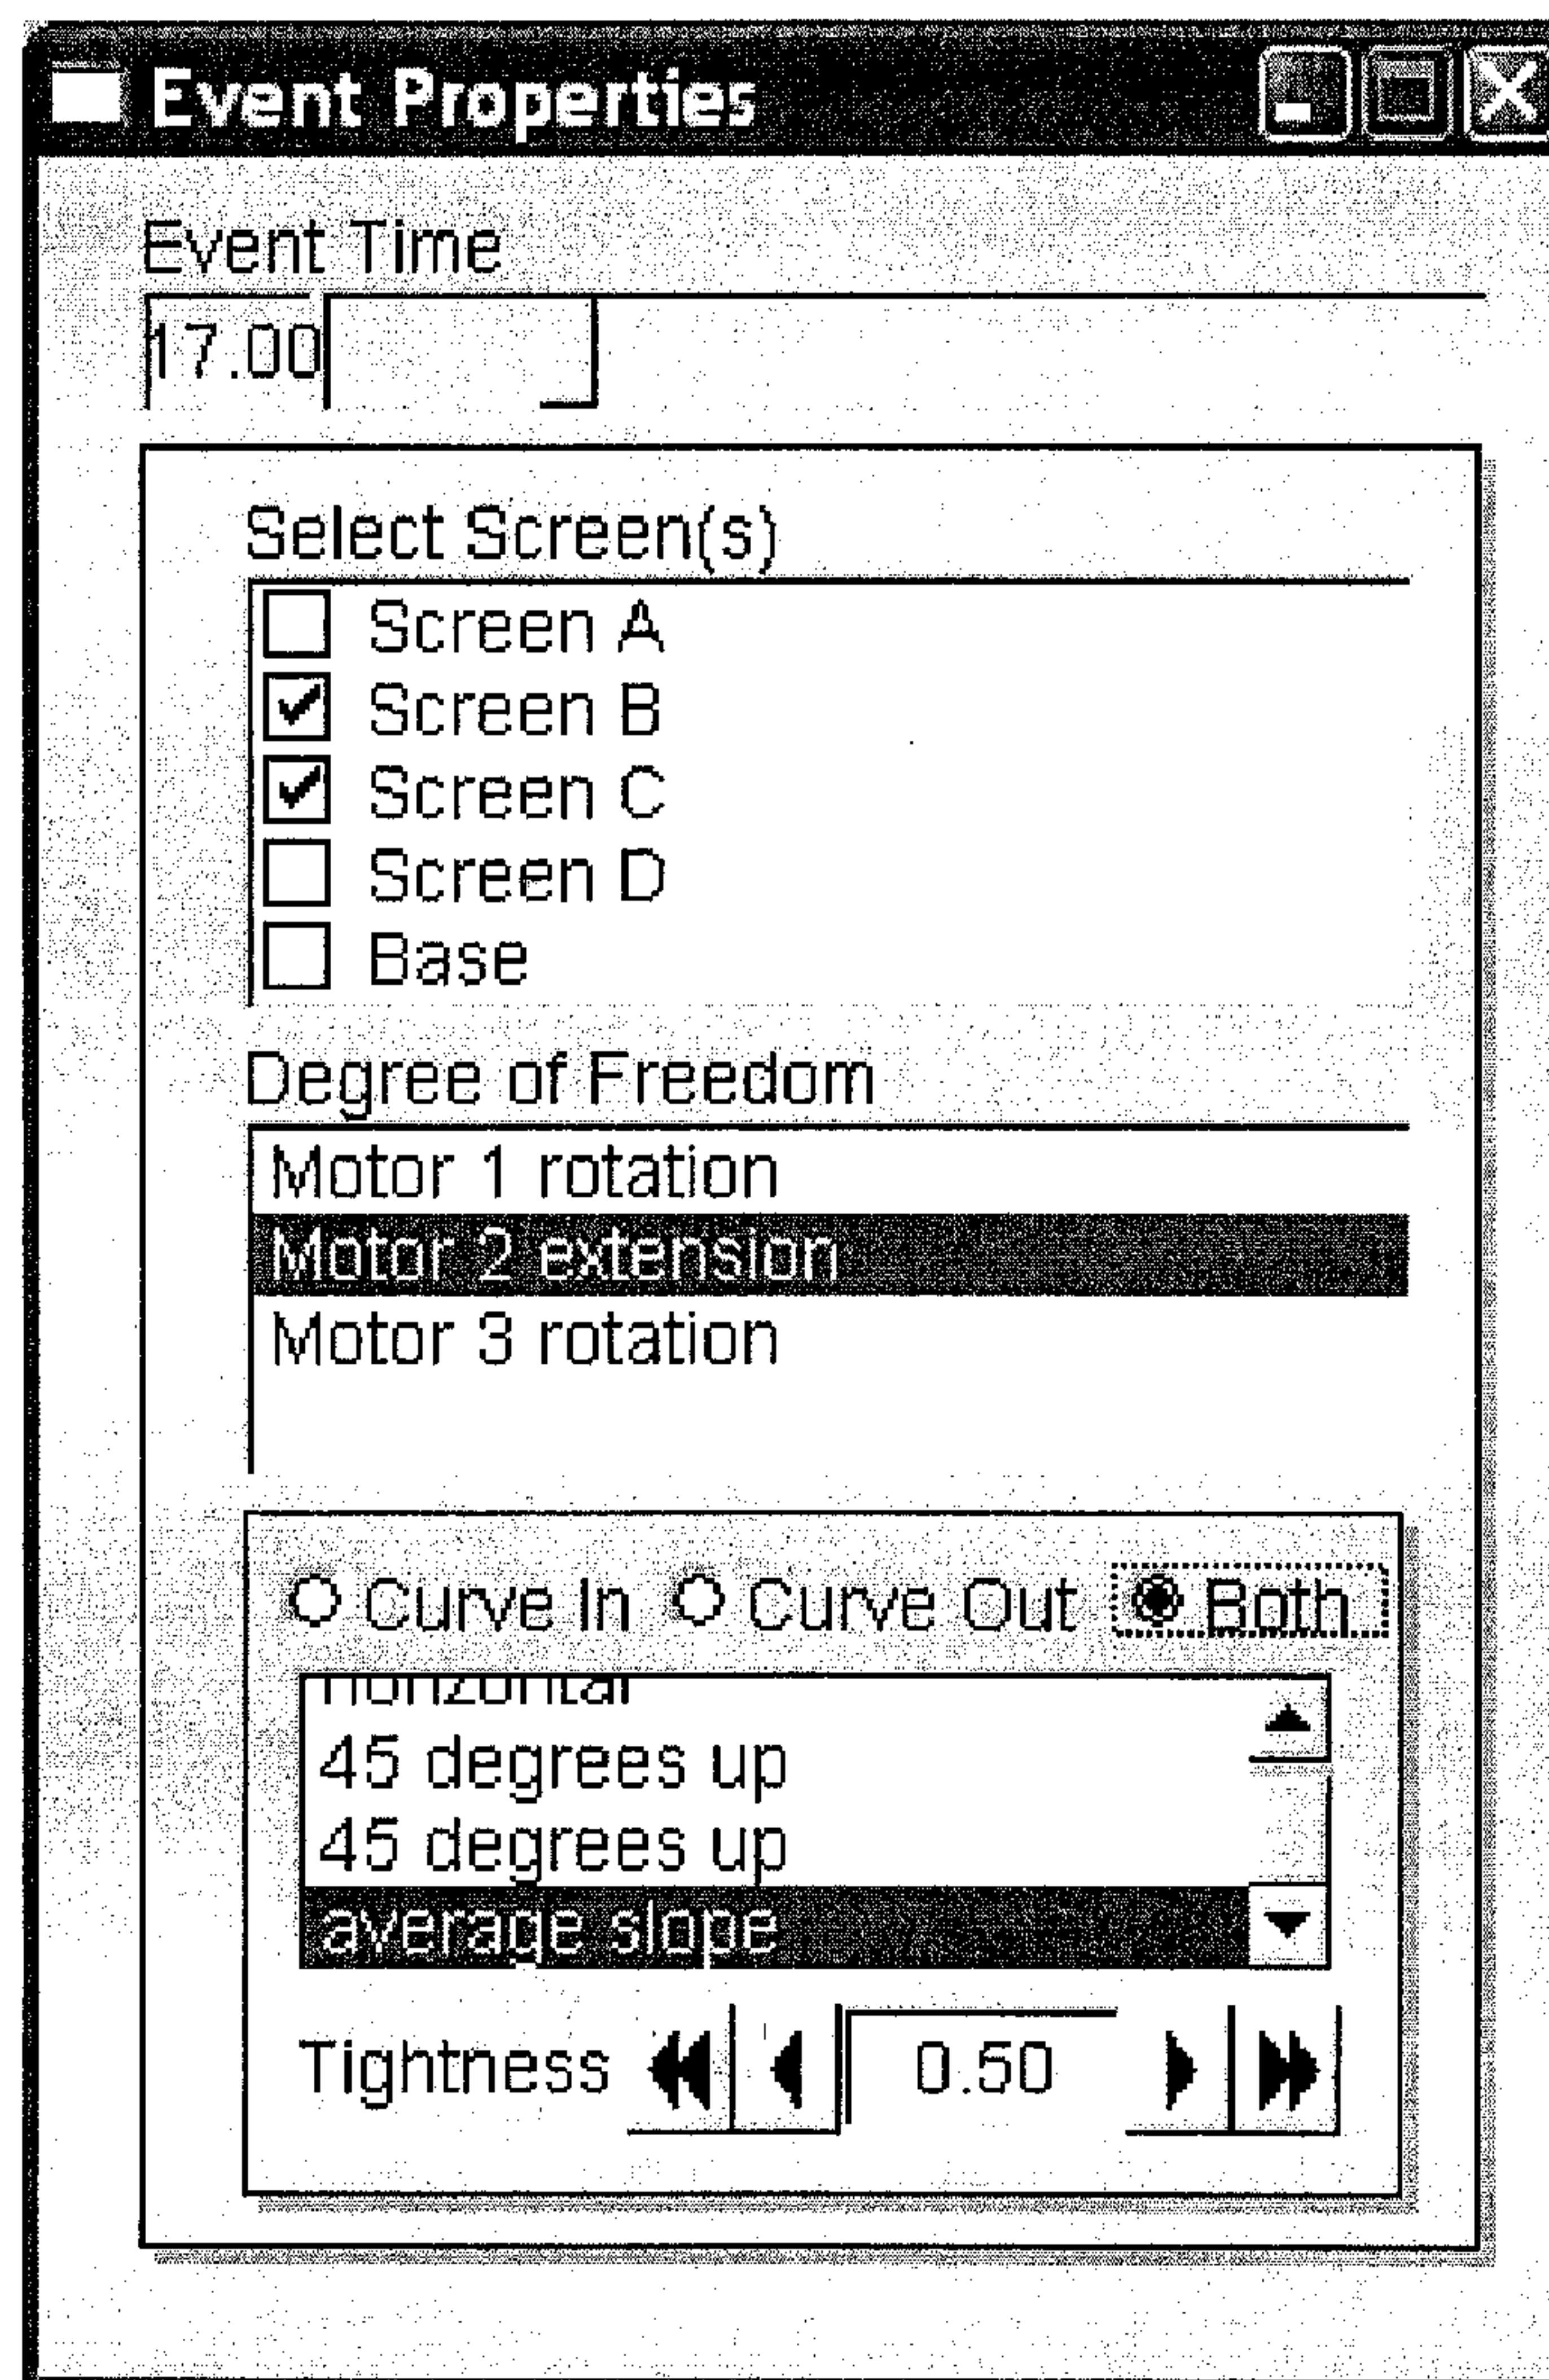 Event Properties
Event Time
17.00
Select Screen(s)
Screen A
Screen B
Screen C
Screen D
Base
Degree of Freedom
Motor 1 rotation
Motor 2 extension
Motor 3 rotation
Curve In Curve Out Both
Horizontal
45 degrees up
45 degrees up
average slope
Tightness 0.50